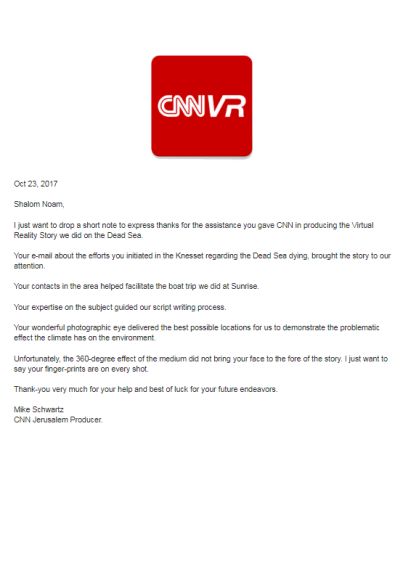 CNN VR
Oct 23, 2017
Shalom Noam,
I just want to drop a short note to express thanks for the assistance you gave CNN in producing the Virtual
Reality Story we did on the Dead Sea.
Your e-mail about the efforts you initiated in the Knesset regarding the Dead Sea dying, brought the story to our
attention.
Your contacts in the area helped facilitate the boat trip we did at Sunrise.
Your expertise on the subject guided our script writing process.
Your wonderful photographic eye delivered the best possible locations for us to demonstrate the problematic
effect the climate has on the environment
Unfortunately, the 360-degree effect of the medium did not bring your face to the fore of the story. I just want to
say your finger-prints are on every shot.
Thank-you very much for your help and best of luck for your future endeavors.
Mike Schwartz
CNN Jerusalem Producer.